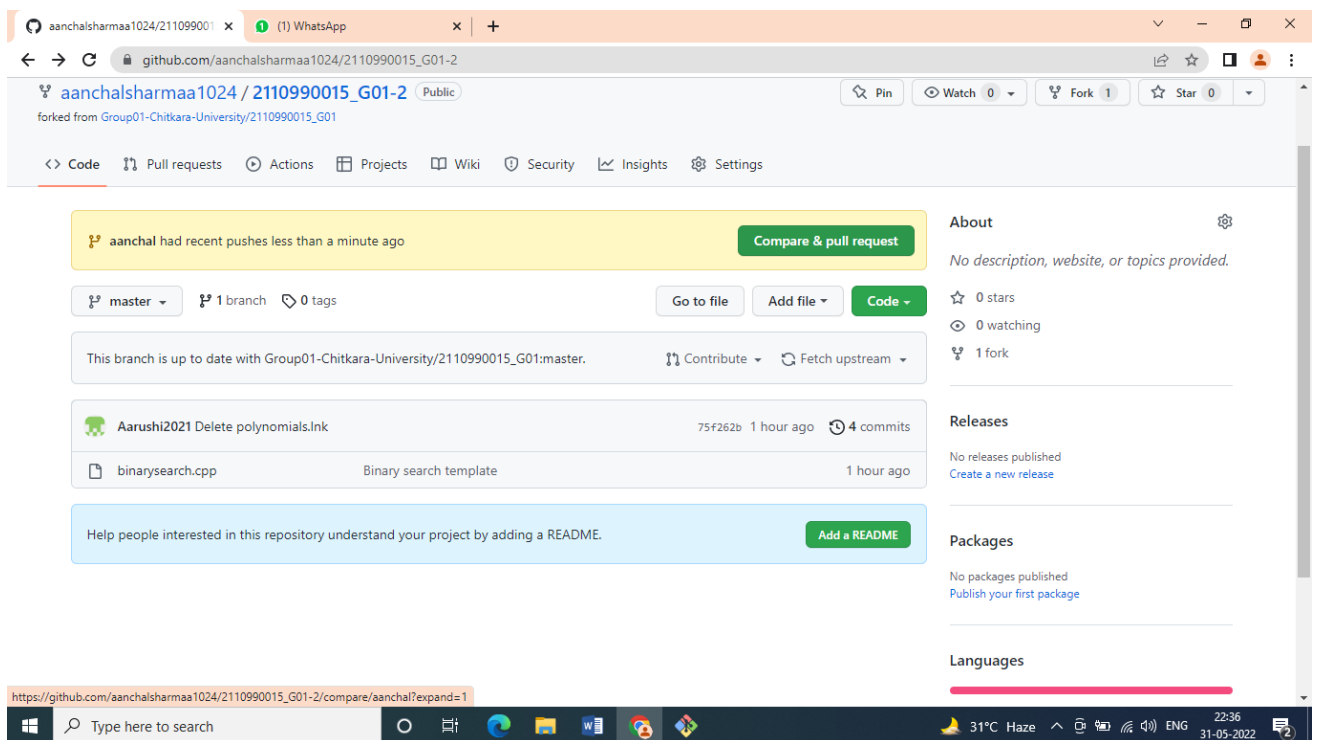 aanchalsharmaa1024/21109900
1 (1) WhatsApp
github.com/aanchalsharmaa1024/2110990015_G01-2
aanchalsharmaa1024 / 2110990015_G01-2 Public
Pin Watch 0 Fork 1 Star 0
forked from Group01-Chitkara-University/2110990015_G01
<> Code Pull requests Actions Projects Wiki Security Insights Settings
aanchal had recent pushes less than a minute ago Compare & pull request
master 1 branch 0 tags Go to file Add file Code
This branch is up to date with Group01-Chitkara-University/2110990015_G01:master. Contribute Fetch upstream
Aarushi2021 Delete polynomials.lnk 75f262b 1 hour ago 4 commits
binarysearch.cpp Binary search template 1 hour ago
Help people interested in this repository understand your project by adding a README. Add a README
About
No description, website, or topics provided.
0 stars
0 watching
1 fork
Releases
No releases published
Create a new release
Packages
No packages published
Publish your first package
Languages
https://github.com/aanchalsharmaa1024/2110990015_G01-2/compare/aanchal?expand=1
Type here to search
31°C Haze ENG 22:36
31-05-2022
2